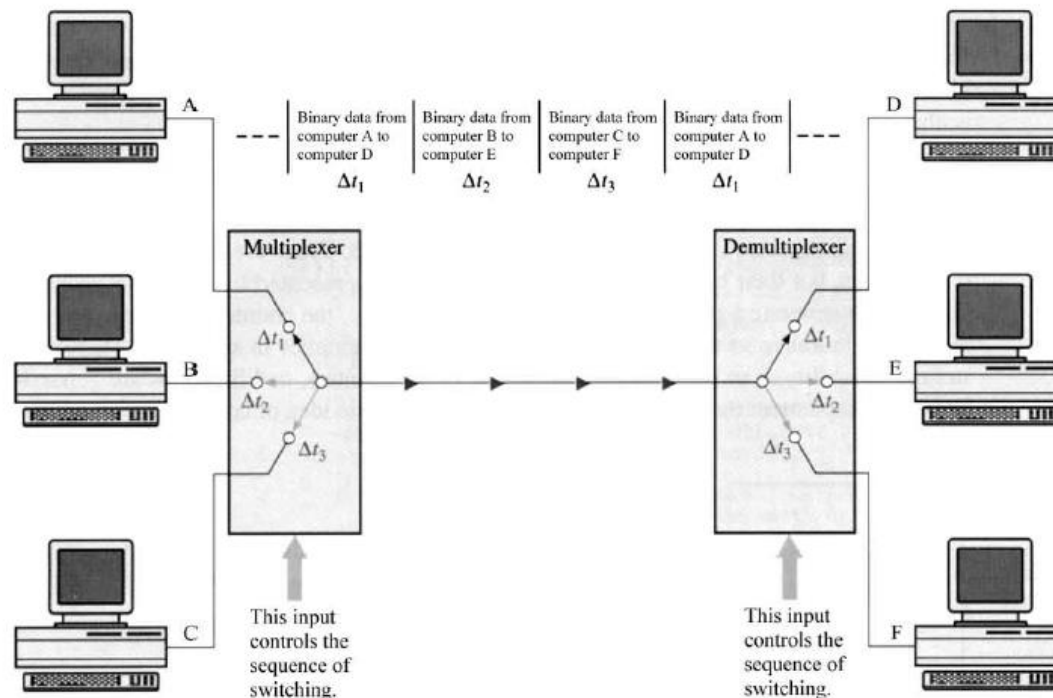 A
D
Binary data from
computer A to
computer D
Binary data from
computer B to
computer E
Binary data from
computer C to
computer F
Binary data from
computer A to
computer D
Δt1
Δt2
Δt3
Δt1
Multiplexer
Demultiplexer
Δt1
Δt1
B
Δt2
Δt2
E
Δt3
Δt3
C
This input
controls the
sequence of
switching.
This input
controls the
sequence of
switching.
F